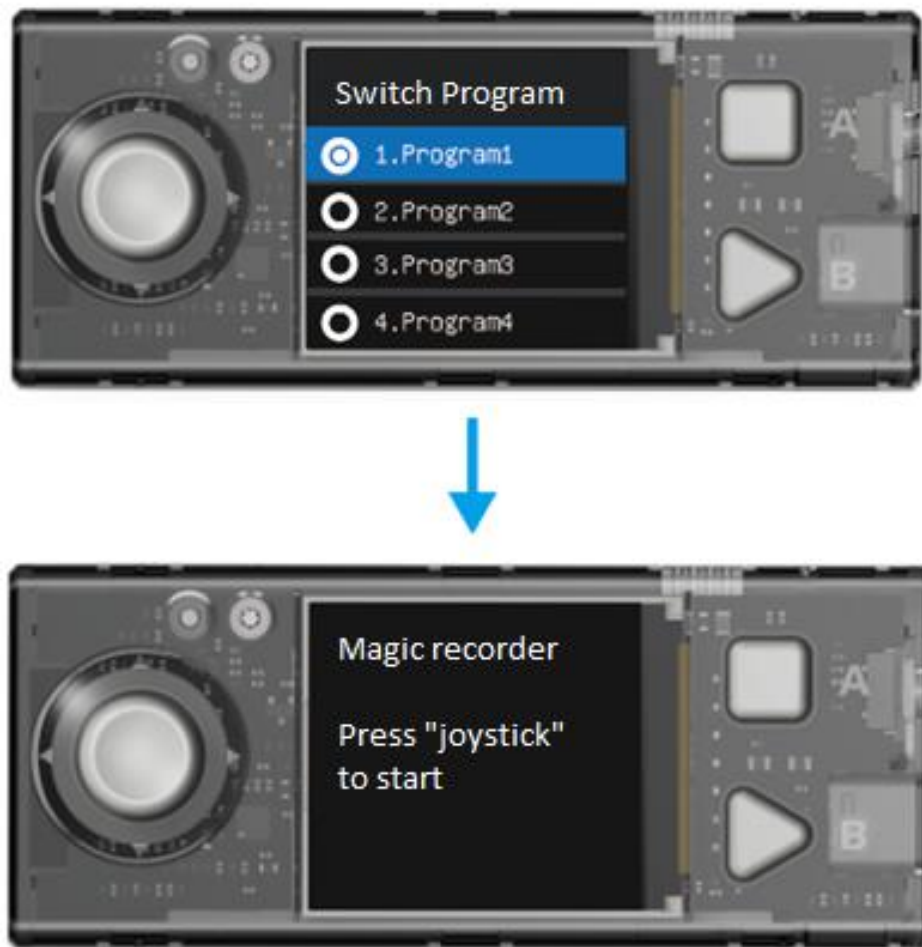 Switch Program
1.Program1
2.Program2
3.Program3
4.Program4
A
B
Magic recorder
Press "joystick"
to start
A
B